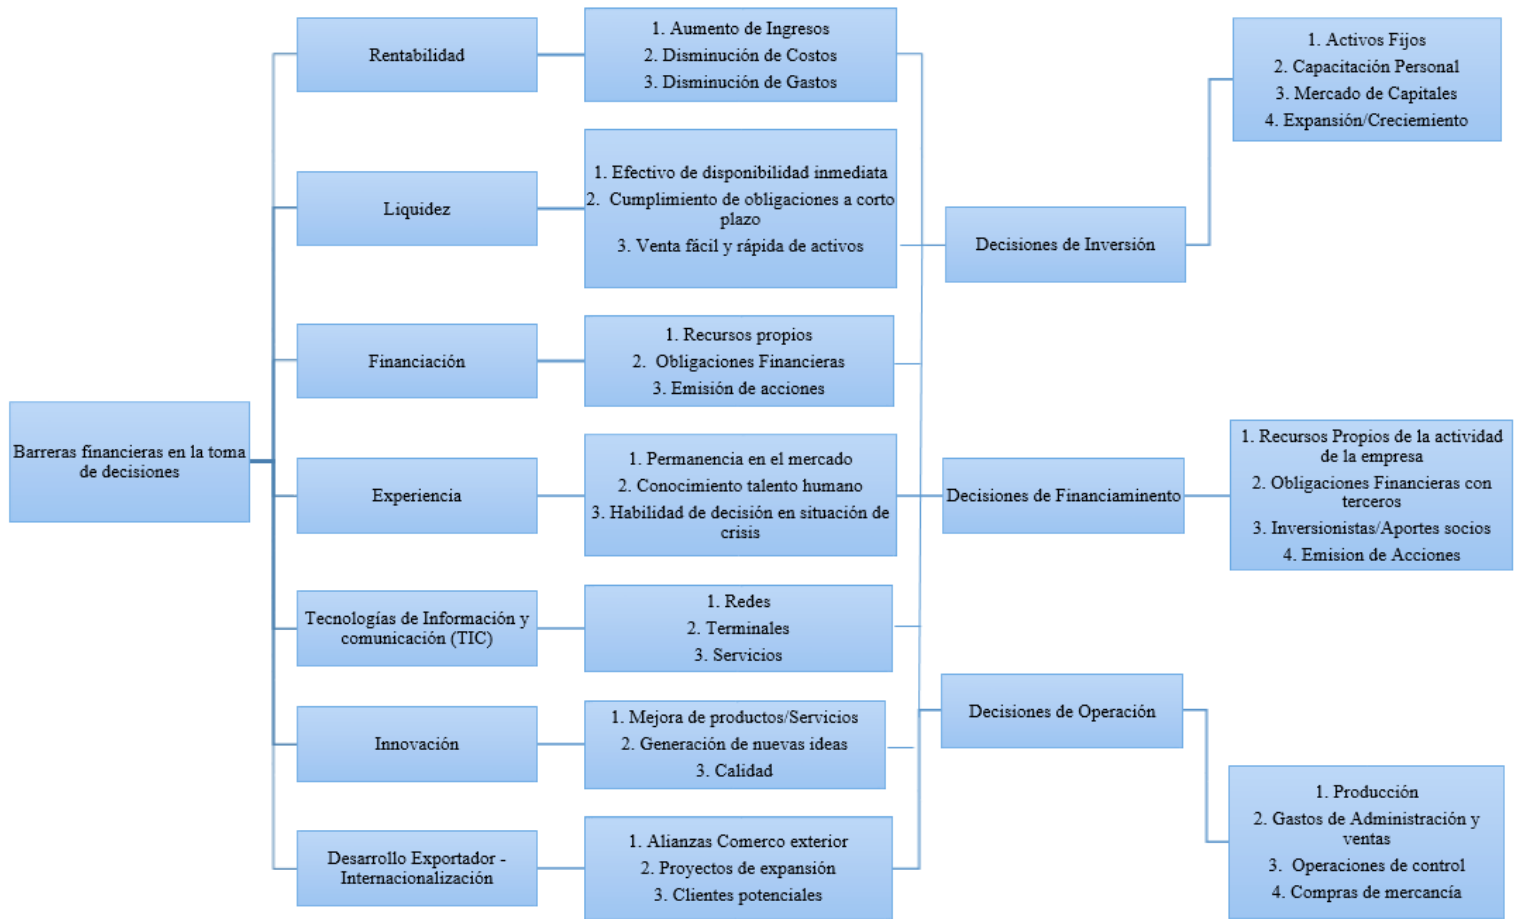 Barreras financieras en la toma
de decisiones
Rentabilidad
1. Aumento de Ingresos
2. Disminución de Costos
3. Disminución de Gastos
Liquidez
1. Efectivo de disponibilidad inmediata
2. Cumplimiento de obligaciones a corto
plazo
3. Venta fácil y rápida de activos
Financiación
1. Recursos propios
2. Obligaciones Financieras
3. Emisión de acciones
Experiencia
1. Permanencia en el mercado
2. Conocimiento talento humano
3. Habilidad de decisión en situación de
crisis
Tecnologías de Información y
comunicación (TIC)
1. Redes
2. Terminales
3. Servicios
Innovación
1. Mejora de productos/Servicios
2. Generación de nuevas ideas
3. Calidad
Desarrollo Exportador -
Internacionalización
1. Alianzas Comerco exterior
2. Proyectos de expansión
3. Clientes potenciales
Decisiones de Inversión
1. Activos Fijos
2. Capacitación Personal
3. Mercado de Capitales
4. Expansión/Creciemiento
Decisiones de Financiaminento
1. Recursos Propios de la actividad
de la empresa
2. Obligaciones Financieras con
terceros
3. Inversionistas/Aportes socios
4. Emision de Acciones
Decisiones de Operación
1. Producción
2. Gastos de Administración y
ventas
3. Operaciones de control
4. Compras de mercancía